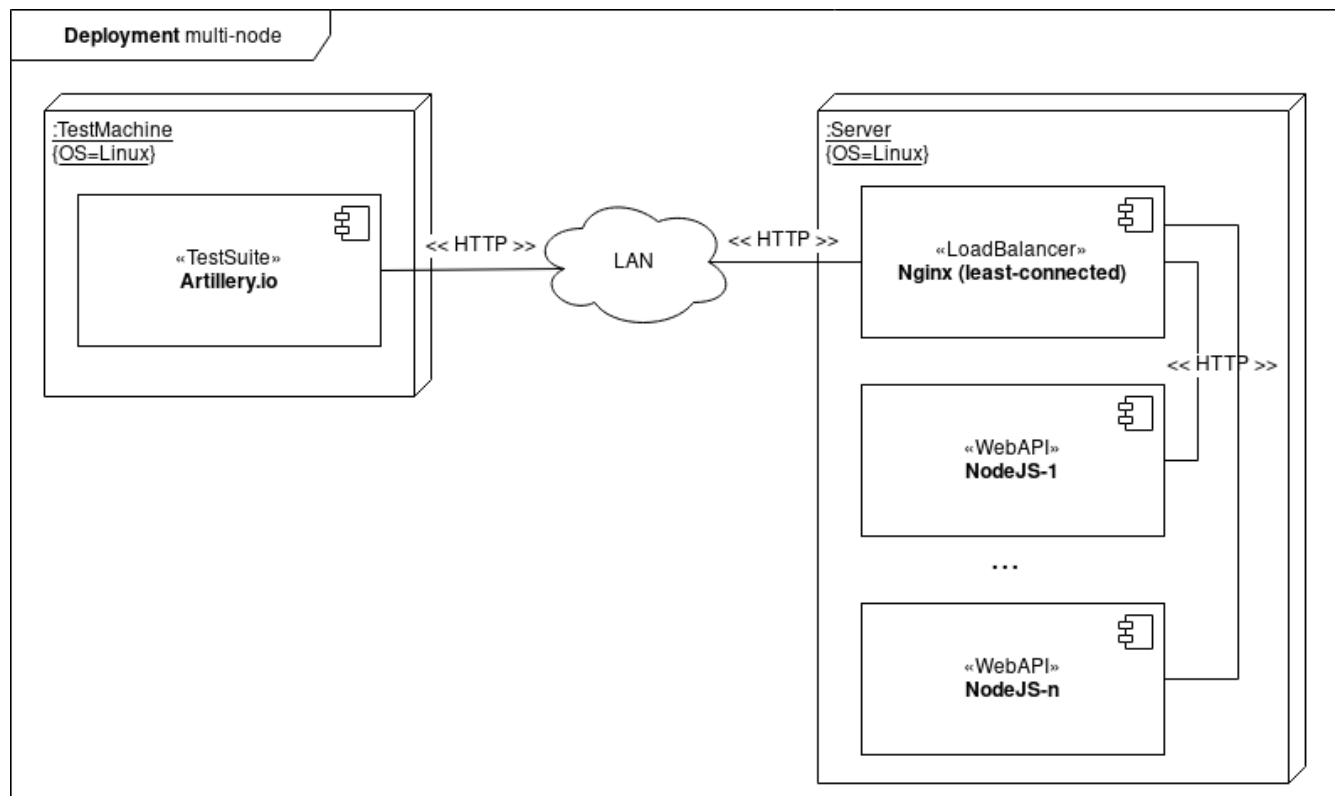 Deployment multi-node
:TestMachine
{OS=Linux}
«TestSuite»
Artillery.io
<< HTTP >>
LAN
<< HTTP >>
:Server
{OS=Linux}
«LoadBalancer»
Nginx (least-connected)
<< HTTP >>
«WebAPI»
NodeJS-1
...
«WebAPI»
NodeJS-n